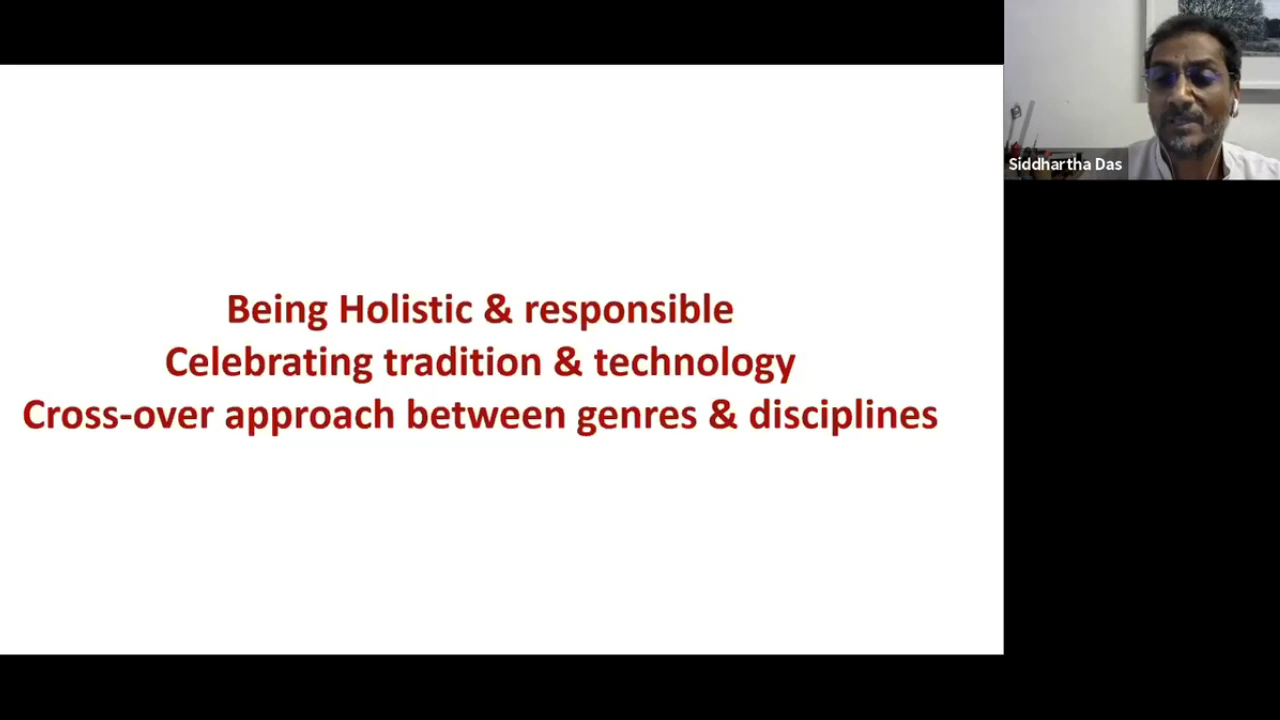 Being Holistic & responsible
Celebrating tradition & technology
Cross-over approach between genres & disciplines
Siddhartha Das